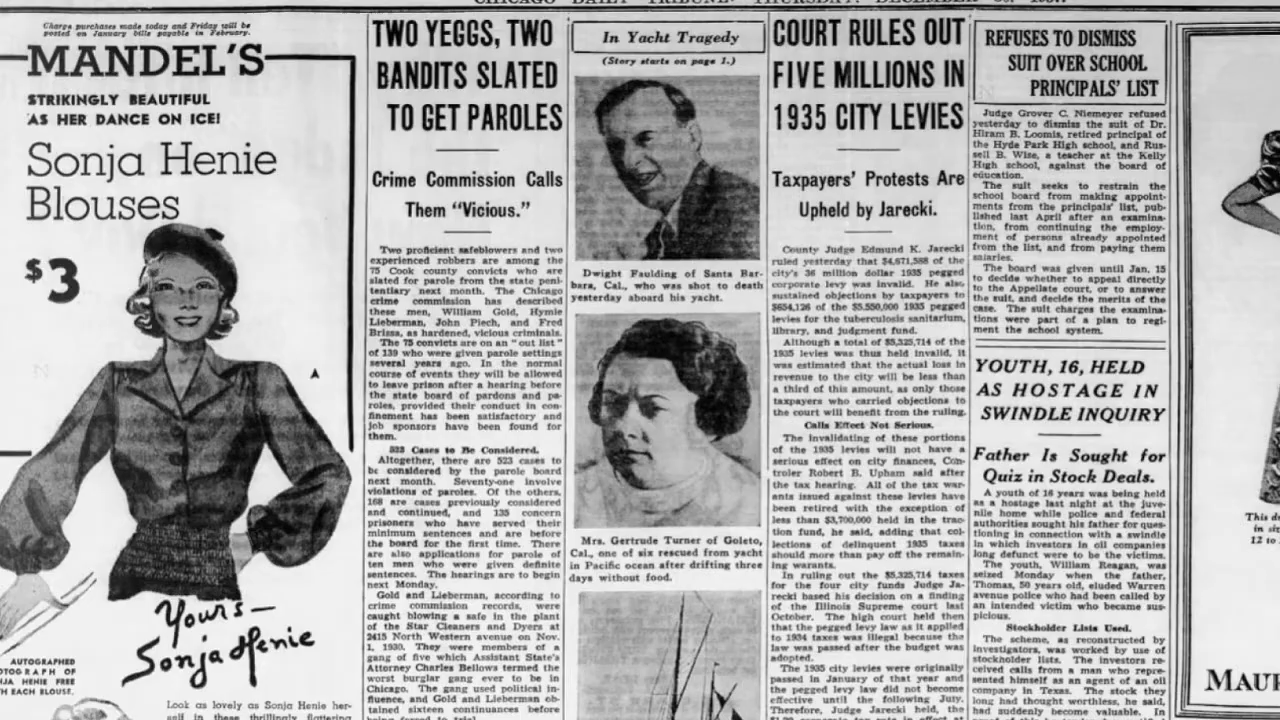 CHICAGO DAILY TRIBUNE: THURSDAY, DECEMBER 30, 1937.
Charge purchases made today and Friday will be
posted on January bills payable in February.
MANDEL'S
STRIKINGLY BEAUTIFUL
AS HER DANCE ON ICE!
Sonja Henie
Blouses
$3
Yours—
Sonja Henie
AUTOGRAPHED
OTOGRAPH OF
NJA HENIE FREE
TH EACH BLOUSE.
Look as lovely as Sonja Henie her-
self in these thrillingly flattering
TWO YEGGS, TWO
BANDITS SLATED
TO GET PAROLES
Crime Commission Calls
Them "Vicious."
Two proficient safeblowers and two
experienced robbers are among the
75 Cook county convicts who are
slated for parole from the state peni-
tentiary next month. The Chicago
crime commission has described
these men, William Gold, Hymie
Lieberman, John Piech, and Fred
Brissa, as hardened, vicious criminals.
The 75 convicts are on an "out list"
of 139 who were given parole settings
several years ago. In the normal
course of events they will be allowed
to leave prison after a hearing before
the state board of pardons and pa-
roles, provided their conduct in con-
finement has been satisfactory and
job sponsors have been found for
them.
523 Cases to Be Considered.
Altogether, there are 523 cases to
be considered by the parole board
next month. Seventy-one involve
violations of paroles. Of the others,
168 are cases previously considered
and continued, and 135 concern
prisoners who have served their
minimum sentences and are before
the board for the first time. There
are also applications for parole of
ten men who were given definite
sentences. The hearings are to begin
next Monday.
Gold and Lieberman, according to
crime commission records, were
caught blowing a safe in the plant
of the Star Cleaners and Dyers at
2415 North Western avenue on Nov.
1, 1930. They were members of a
gang of five which Assistant State's
Attorney Charles Bellows termed the
worst burglar gang ever to be in
Chicago. The gang used political in-
fluence, and Gold and Lieberman ob-
tained sixteen continuances before
being forced to trial.
In Yacht Tragedy
(Story starts on page 1.)
Dwight Faulding of Santa Bar-
bara, Cal., who was shot to death
yesterday aboard his yacht.
Mrs. Gertrude Turner of Goleto,
Cal., one of six rescued from yacht
in Pacific ocean after drifting three
days without food.
COURT RULES OUT
FIVE MILLIONS IN
1935 CITY LEVIES
Taxpayers' Protests Are
Upheld by Jarecki.
County Judge Edmund K. Jarecki
ruled yesterday that $4,671,588 of the
city's 36 million dollar 1935 pegged
corporate levy was invalid. He also
sustained objections by taxpayers to
$654,126 of the $5,550,000 1935 pegged
levies for the tuberculosis sanitarium,
library, and judgment fund.
Although a total of $5,325,714 of the
1935 levies was thus held invalid, it
was estimated that the actual loss in
revenue to the city will be less than
a third of this amount, as only those
taxpayers who carried objections to
the court will benefit from the ruling.
Calls Effect Not Serious.
The invalidating of these portions
of the 1935 levies will not have a
serious effect on city finances, Con-
troler Robert B. Upham said after
the tax hearing. All of the tax war-
ants issued against these levies have
been retired with the exception of
less than $3,700,000 held in the trac-
tion fund, he said, adding that col-
lections of delinquent 1935 taxes
should more than pay off the remain-
ing warants.
In ruling out the $5,325,714 taxes
for the four city funds Judge Ja-
recki based his decision on a finding
of the Illinois Supreme court last
October. The high court held then
that the pegged levy law as it applied
to 1934 taxes was illegal because the
law was passed after the budget was
adopted.
The 1935 city levies were originally
passed in January of that year and
the pegged levy law did not become
effective until the following July.
Therefore, Judge Jarecki held, the
REFUSES TO DISMISS
SUIT OVER SCHOOL
PRINCIPALS' LIST
Judge Grover C. Niemeyer refused
yesterday to dismiss the suit of Dr.
Hiram B. Loomis, retired principal of
the Hyde Park High school, and Rus-
sell B. Wise, a teacher at the Kelly
High school, against the board of
education.
The suit seeks to restrain the
school board from making appoint-
ments from the principals' list, pub-
lished last April after an examina-
tion, from continuing the employ-
ment of persons already appointed
from the list, and from paying them
salaries.
The board was given until Jan. 15
to decide whether to appeal directly
to the Appellate court, or to answer
the suit, and decide the merits of the
case. The suit charges the examina-
tions were part of a plan to regi-
ment the school system.
YOUTH, 16, HELD
AS HOSTAGE IN
SWINDLE INQUIRY
Father Is Sought for
Quiz in Stock Deals.
A youth of 16 years was being held
as a hostage last night at the juve-
nile home while police and federal
authorities sought his father for ques-
tioning in connection with a swindle
in which investors in oil companies
long defunct were to be the victims.
The youth, William Reagan, was
seized Monday when the father,
Thomas, 50 years old, eluded Warren
avenue police who had been called by
an intended victim who became sus-
picious.
Stockholder Lists Used.
The scheme, as reconstructed by
investigators, was worked by use of
stockholder lists. The investors re-
ceived calls from a man who repre-
sented himself as an agent of an oil
company in Texas. The stock they
long had thought worthless, he said,
had suddenly become valuable. In
This d
in si
12 to
MAUR